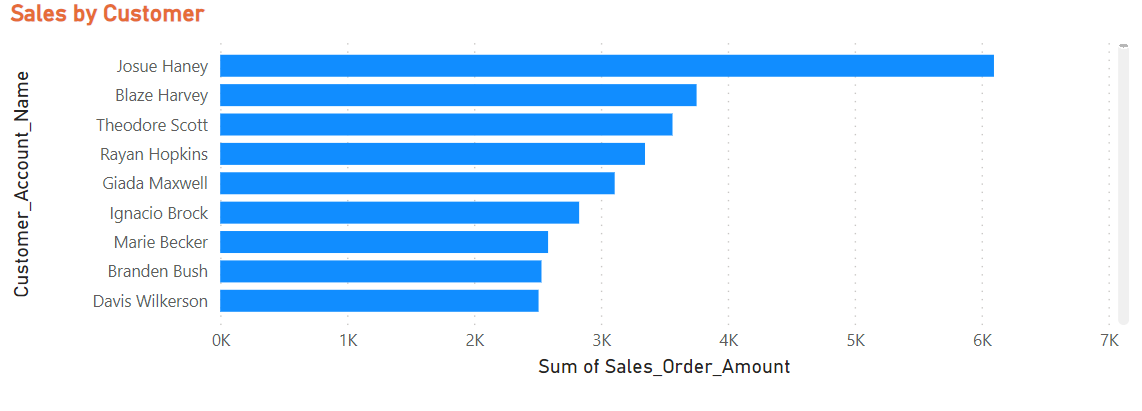 Sales by Customer
Customer_Account_Name
Josue Haney
Blaze Harvey
Theodore Scott
Rayan Hopkins
Giada Maxwell
Ignacio Brock
Marie Becker
Branden Bush
Davis Wilkerson
0K 1K 2K 3K 4K 5K 6K 7K
Sum of Sales_Order_Amount